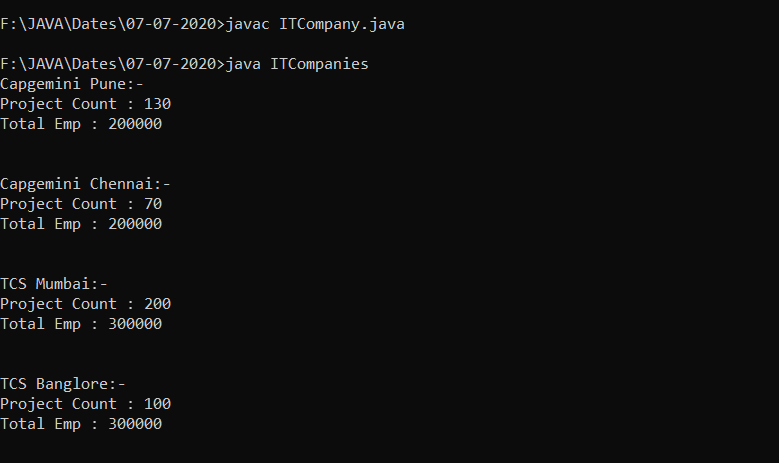 F:\JAVA\Dates\07-07-2020>javac ITCompany.java
F:\JAVA\Dates\07-07-2020>java ITCompanies
Capgemini Pune:-
Project Count : 130
Total Emp : 200000
Capgemini Chennai:-
Project Count : 70
Total Emp : 200000
TCS Mumbai:-
Project Count : 200
Total Emp : 300000
TCS Banglore:-
Project Count : 100
Total Emp : 300000